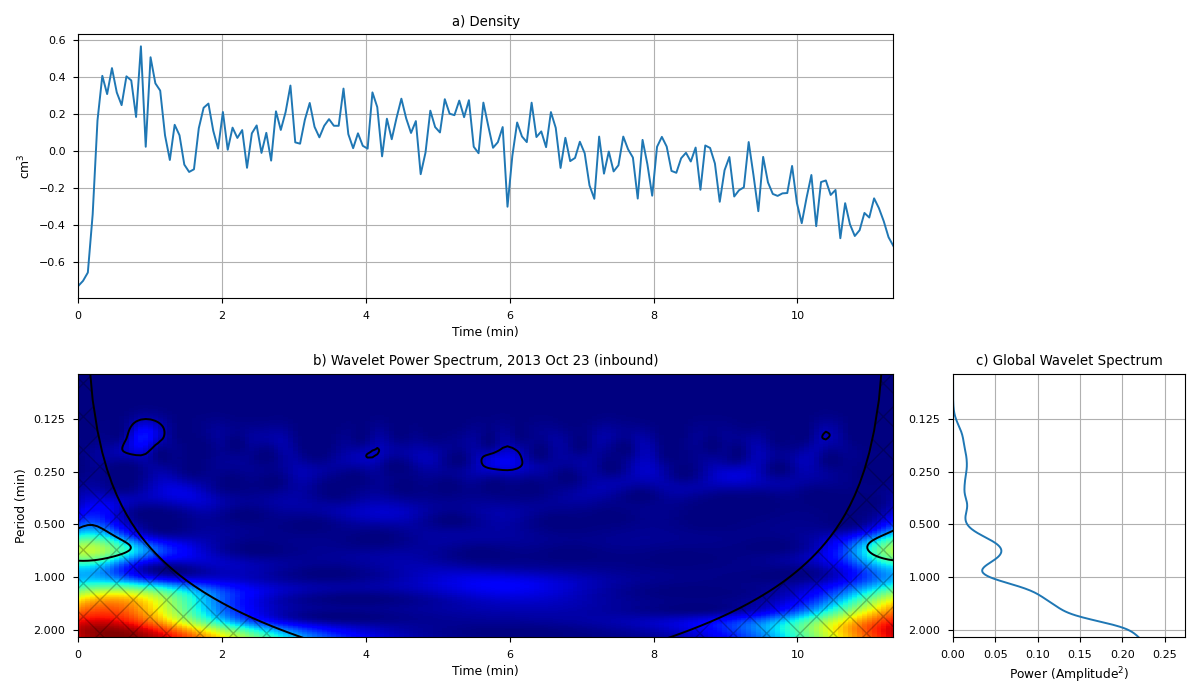 a) Density
0.6
0.4
0.2
0.0
−0.2
−0.4
−0.6
cm³
0 2 4 6 8 10
Time (min)
b) Wavelet Power Spectrum, 2013 Oct 23 (inbound)
0.125
0.250
0.500
1.000
2.000
Period (min)
0 2 4 6 8 10
Time (min)
c) Global Wavelet Spectrum
0.125
0.250
0.500
1.000
2.000
0.00 0.05 0.10 0.15 0.20 0.25
Power (Amplitude²)